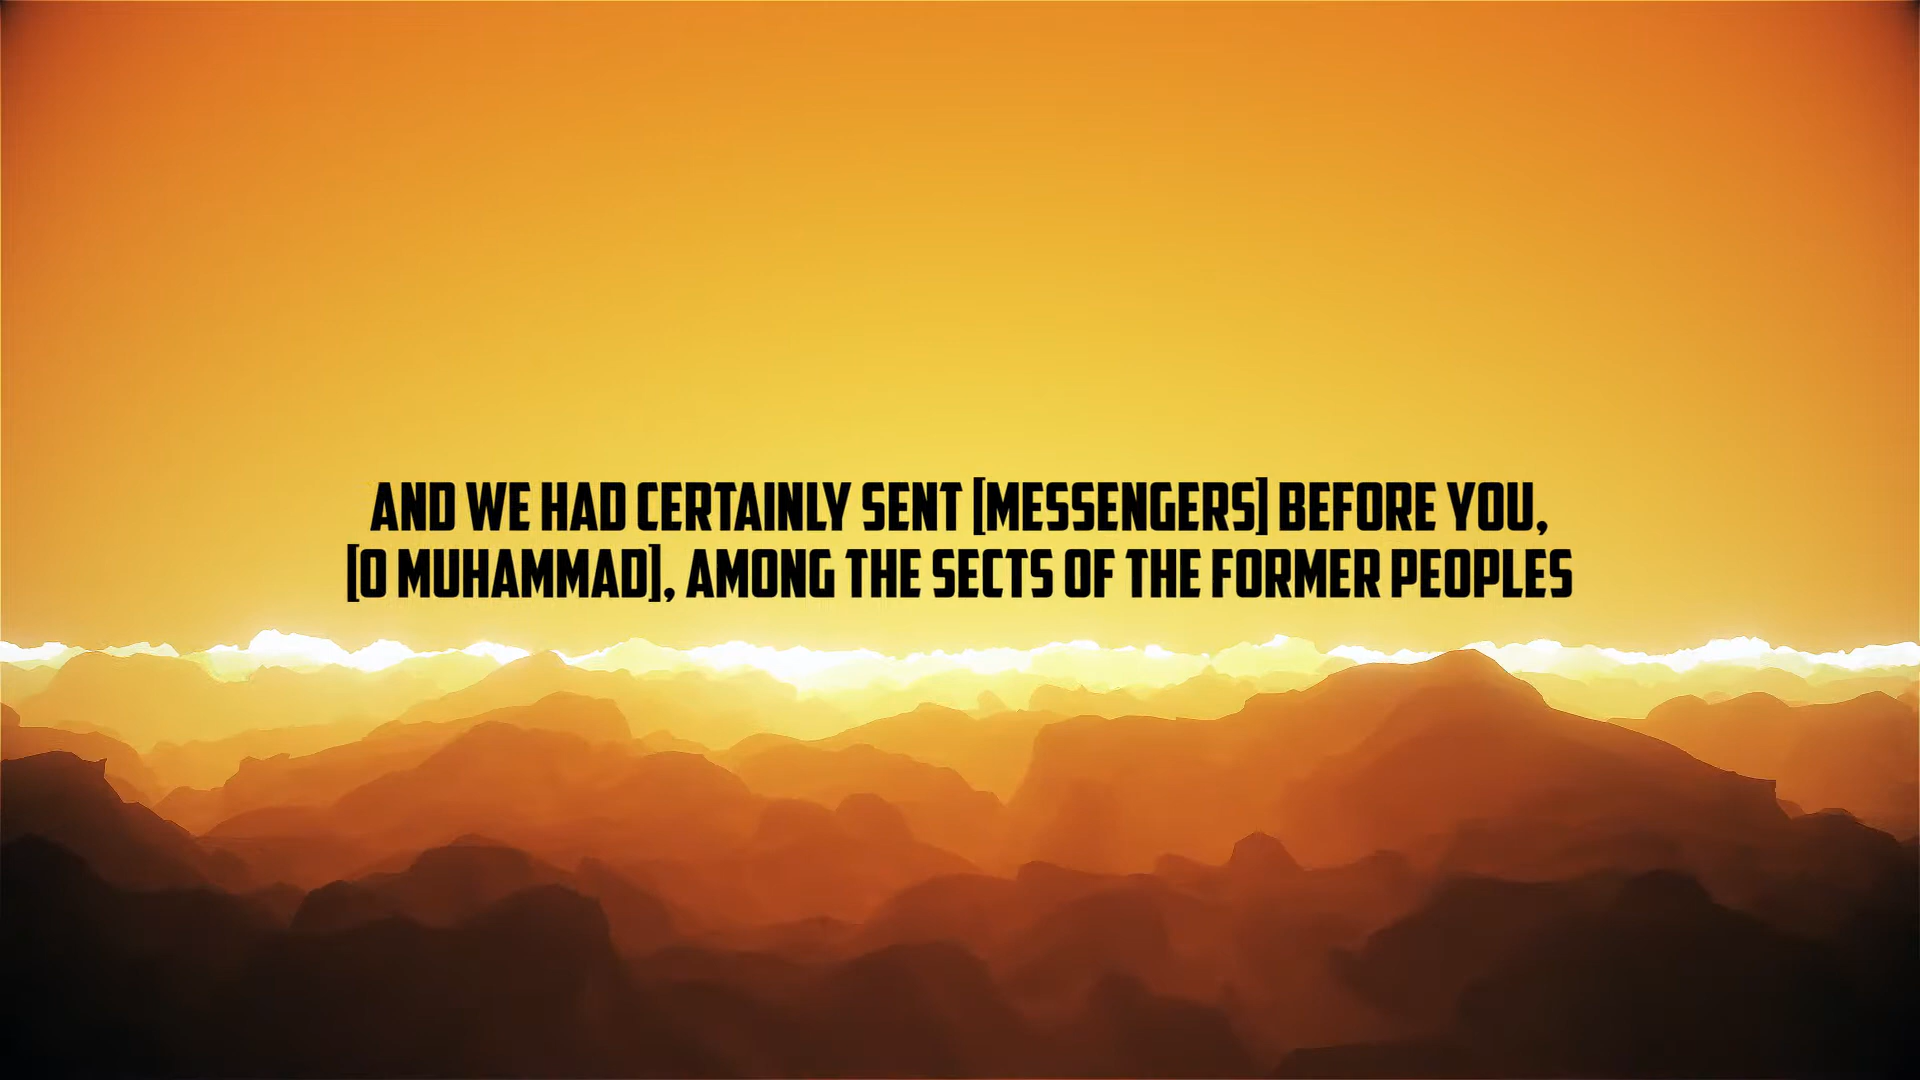 AND WE HAD CERTAINLY SENT [MESSENGERS] BEFORE YOU,
[O MUHAMMAD], AMONG THE SECTS OF THE FORMER PEOPLES